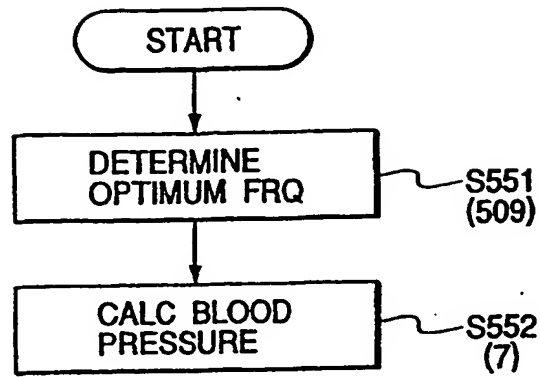 START
DETERMINE
OPTIMUM FRQ
S551
(509)
CALC BLOOD
PRESSURE
S552
(7)